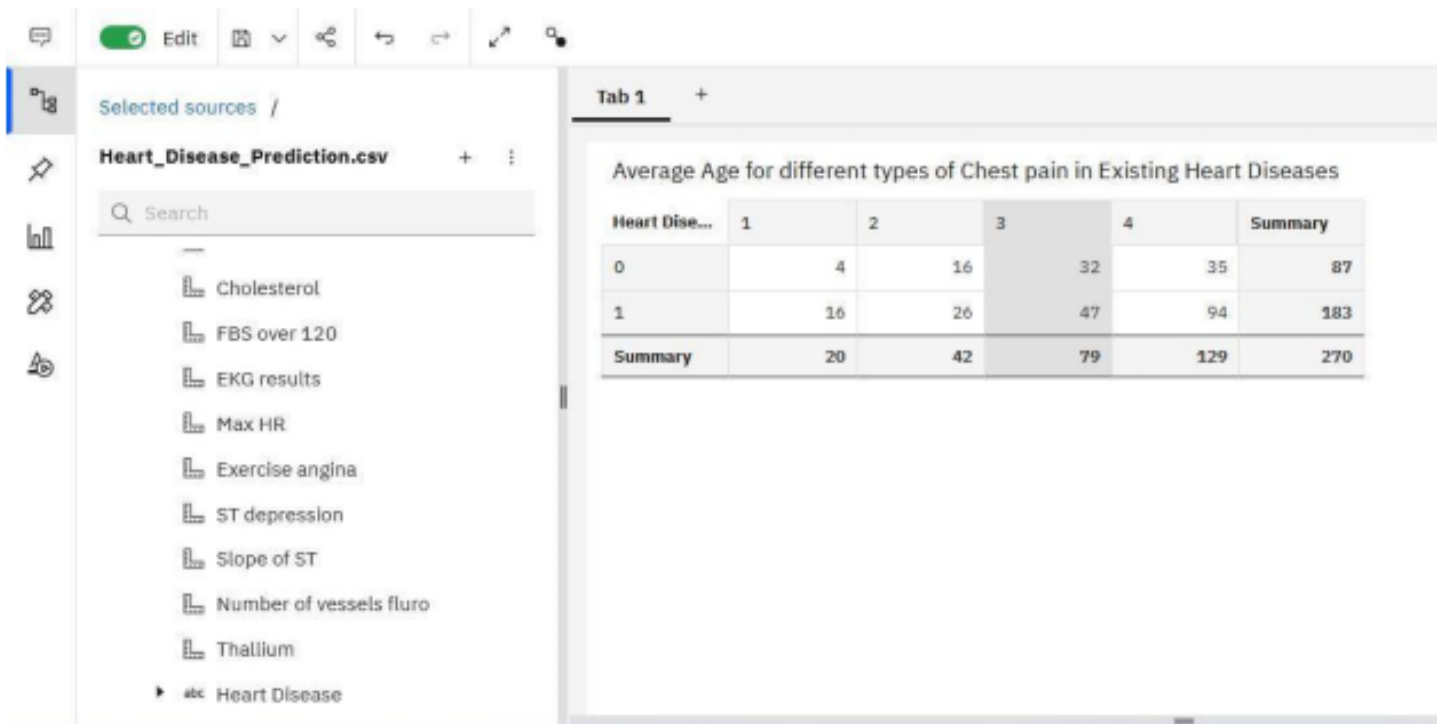 Edit
Selected sources /
Heart_Disease_Prediction.csv
Search
Cholesterol
FBS over 120
EKG results
Max HR
Exercise angina
ST depression
Slope of ST
Number of vessels fluro
Thallium
abc Heart Disease
Tab 1 +
Average Age for different types of Chest pain in Existing Heart Diseases
Heart Dise... 1 2 3 4 Summary
0 4 16 32 35 87
1 16 26 47 94 183
Summary 20 42 79 129 270